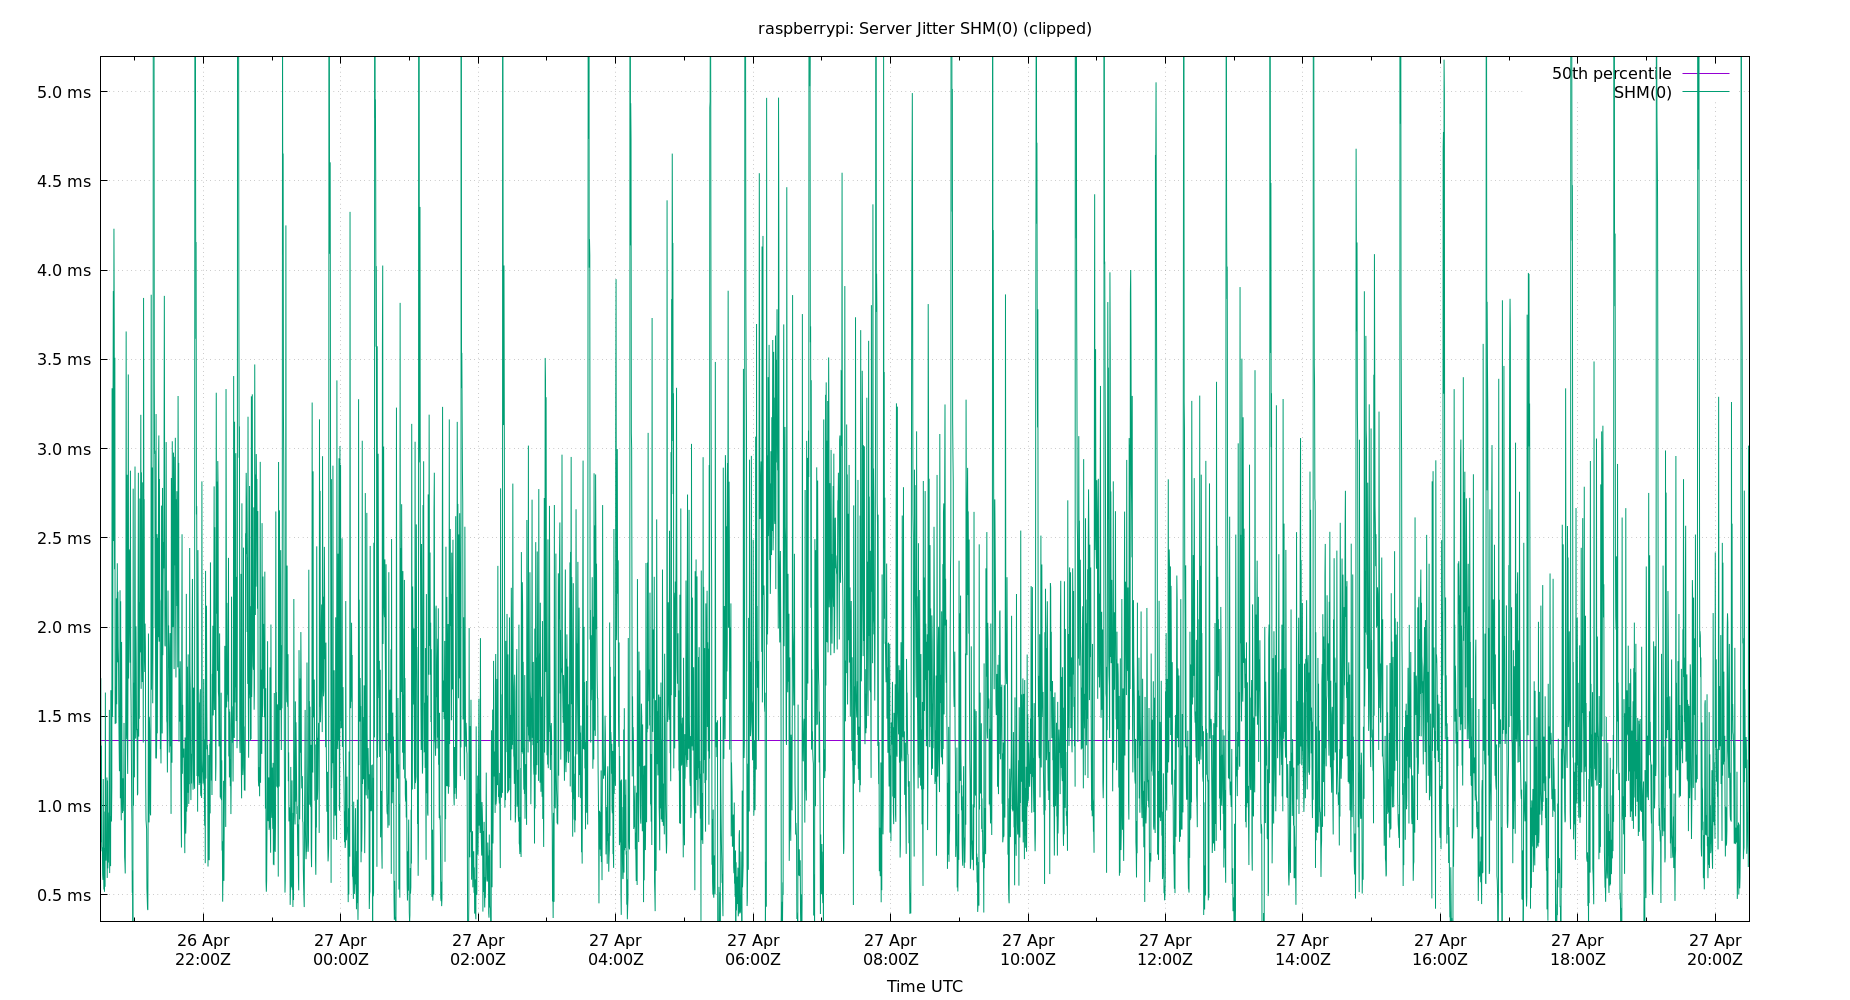 raspberrypi: Server Jitter SHM(0) (clipped)
50th percentile
SHM(0)
5.0 ms
4.5 ms
4.0 ms
3.5 ms
3.0 ms
2.5 ms
2.0 ms
1.5 ms
1.0 ms
0.5 ms
26 Apr 27 Apr 27 Apr 27 Apr 27 Apr 27 Apr 27 Apr 27 Apr 27 Apr 27 Apr 27 Apr 27 Apr
22:00Z 00:00Z 02:00Z 04:00Z 06:00Z 08:00Z 10:00Z 12:00Z 14:00Z 16:00Z 18:00Z 20:00Z
Time UTC